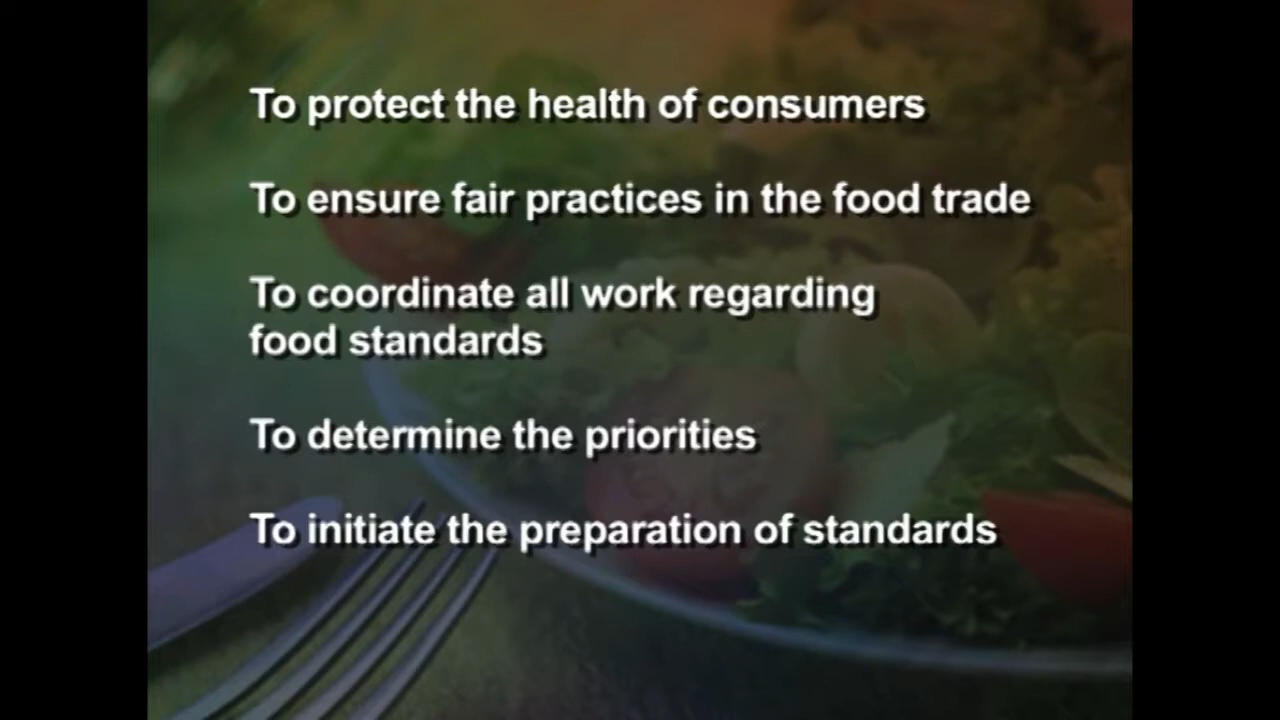 To protect the health of consumers
To ensure fair practices in the food trade
To coordinate all work regarding
food standards
To determine the priorities
To initiate the preparation of standards